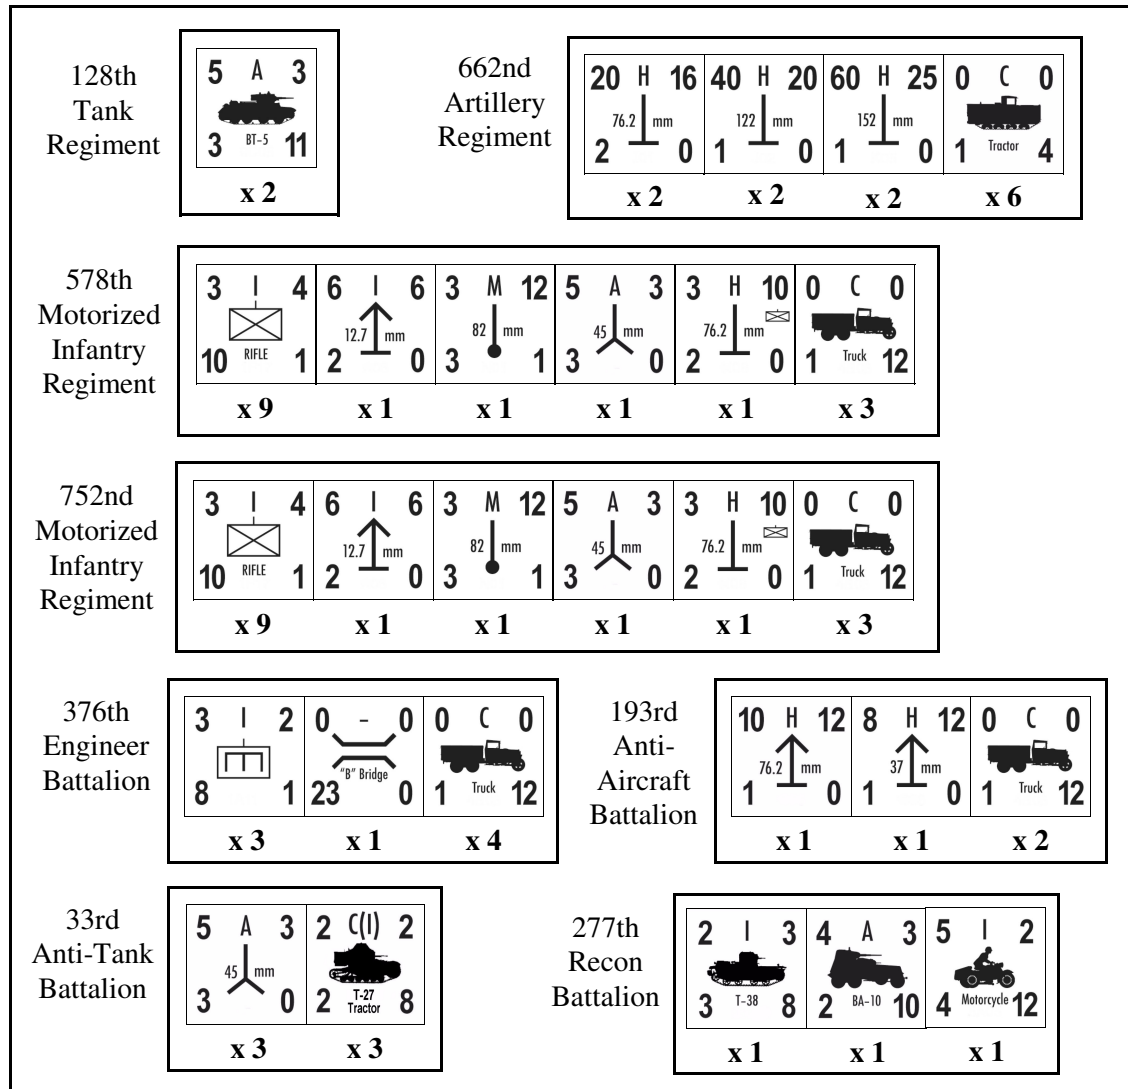 128th
Tank
Regiment
5 A 3
BT-5
3 11
x 2
662nd
Artillery
Regiment
20 H 16
76.2 mm
2 0
x 2
40 H 20
122 mm
1 0
x 2
60 H 25
152 mm
1 0
x 2
0 C 0
Tractor
1 4
x 6
578th
Motorized
Infantry
Regiment
3 I 4
RIFLE
10 1
x 9
6 I 6
12.7 mm
2 0
x 1
3 M 12
82 mm
3 1
x 1
5 A 3
45 mm
3 0
x 1
3 H 10
76.2 mm
2 0
x 1
0 C 0
Truck
1 12
x 3
752nd
Motorized
Infantry
Regiment
3 I 4
RIFLE
10 1
x 9
6 I 6
12.7 mm
2 0
x 1
3 M 12
82 mm
3 1
x 1
5 A 3
45 mm
3 0
x 1
3 H 10
76.2 mm
2 0
x 1
0 C 0
Truck
1 12
x 3
376th
Engineer
Battalion
3 I 2
8 1
x 3
0 - 0
"B" Bridge
23 0
x 1
0 C 0
Truck
1 12
x 4
193rd
Anti-
Aircraft
Battalion
10 H 12
76.2 mm
1 0
x 1
8 H 12
37 mm
1 0
x 1
0 C 0
Truck
1 12
x 2
33rd
Anti-Tank
Battalion
5 A 3
45 mm
3 0
x 3
2 C(I) 2
T-27
Tractor
2 8
x 3
277th
Recon
Battalion
2 I 3
T-38
3 8
x 1
4 A 3
BA-10
2 10
x 1
5 I 2
Motorcycle
4 12
x 1